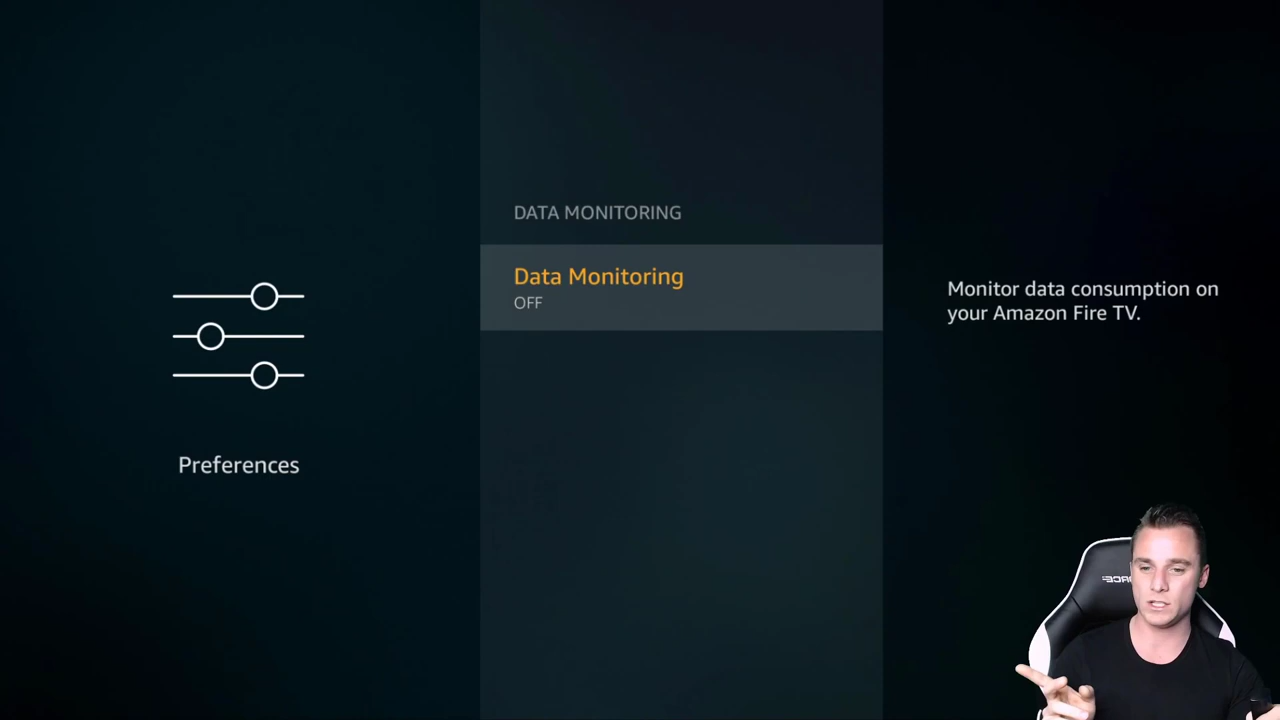 DATA MONITORING
Data Monitoring
OFF
Monitor data consumption on
your Amazon Fire TV.
Preferences